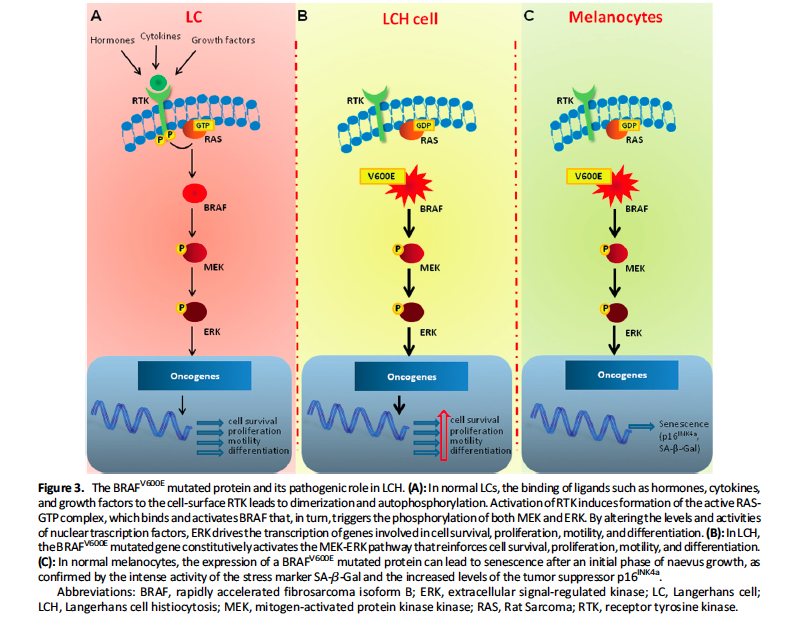 A
LC
Hormones
Cytokines
Growth factors
RTK
GTP
P
P
RAS
BRAF
P
MEK
P
ERK
Oncogenes
cell survival
proliferation
motility
differentiation
B
LCH cell
RTK
GDP
RAS
V600E
BRAF
P
MEK
P
ERK
Oncogenes
cell survival
proliferation
motility
differentiation
C
Melanocytes
RTK
GDP
RAS
V600E
BRAF
P
MEK
P
ERK
Oncogenes
Senescence
(p16INK4a,
SA-β-Gal)
Figure 3. The BRAFV600E mutated protein and its pathogenic role in LCH. (A): In normal LCs, the binding of ligands such as hormones, cytokines,
and growth factors to the cell-surface RTK leads to dimerization and autophosphorylation. Activation of RTK induces formation of the active RAS-
GTP complex, which binds and activates BRAF that, in turn, triggers the phosphorylation of both MEK and ERK. By altering the levels and activities
of nuclear trascription factors, ERK drives the transcription of genes involved in cell survival, proliferation, motility, and differentiation. (B): In LCH,
the BRAFV600E mutated gene constitutively activates the MEK-ERK pathway that reinforces cell survival, proliferation, motility, and differentiation.
(C): In normal melanocytes, the expression of a BRAFV600E mutated protein can lead to senescence after an initial phase of naevus growth, as
confirmed by the intense activity of the stress marker SA-β-Gal and the increased levels of the tumor suppressor p16INK4a.
Abbreviations: BRAF, rapidly accelerated fibrosarcoma isoform B; ERK, extracellular signal-regulated kinase; LC, Langerhans cell;
LCH, Langerhans cell histiocytosis; MEK, mitogen-activated protein kinase kinase; RAS, Rat Sarcoma; RTK, receptor tyrosine kinase.